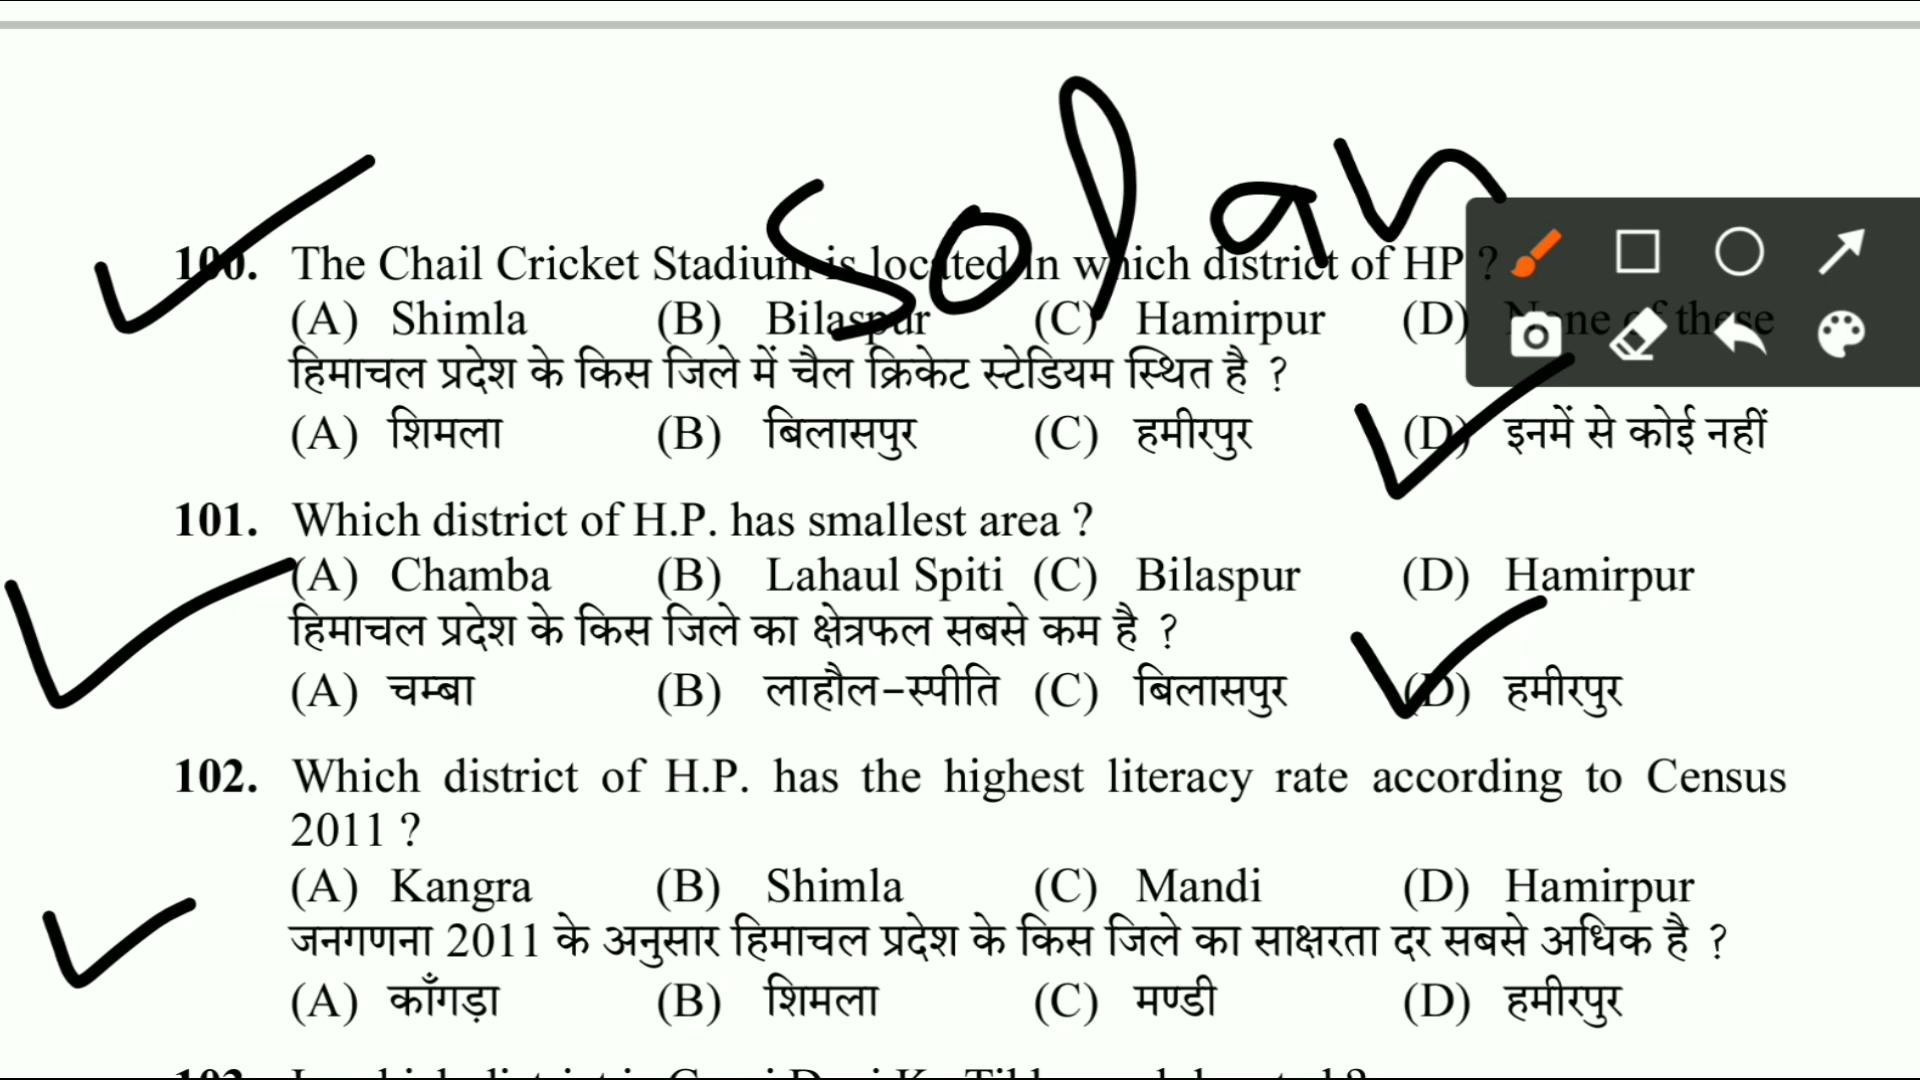 solan
100. The Chail Cricket Stadium is located in which district of HP ?
(A) Shimla (B) Bilaspur (C) Hamirpur (D) None of these
हिमाचल प्रदेश के किस जिले में चैल क्रिकेट स्टेडियम स्थित है ?
(A) शिमला (B) बिलासपुर (C) हमीरपुर (D) इनमें से कोई नहीं
101. Which district of H.P. has smallest area ?
(A) Chamba (B) Lahaul Spiti (C) Bilaspur (D) Hamirpur
हिमाचल प्रदेश के किस जिले का क्षेत्रफल सबसे कम है ?
(A) चम्बा (B) लाहौल-स्पीति (C) बिलासपुर (D) हमीरपुर
102. Which district of H.P. has the highest literacy rate according to Census
2011 ?
(A) Kangra (B) Shimla (C) Mandi (D) Hamirpur
जनगणना 2011 के अनुसार हिमाचल प्रदेश के किस जिले का साक्षरता दर सबसे अधिक है ?
(A) काँगड़ा (B) शिमला (C) मण्डी (D) हमीरपुर